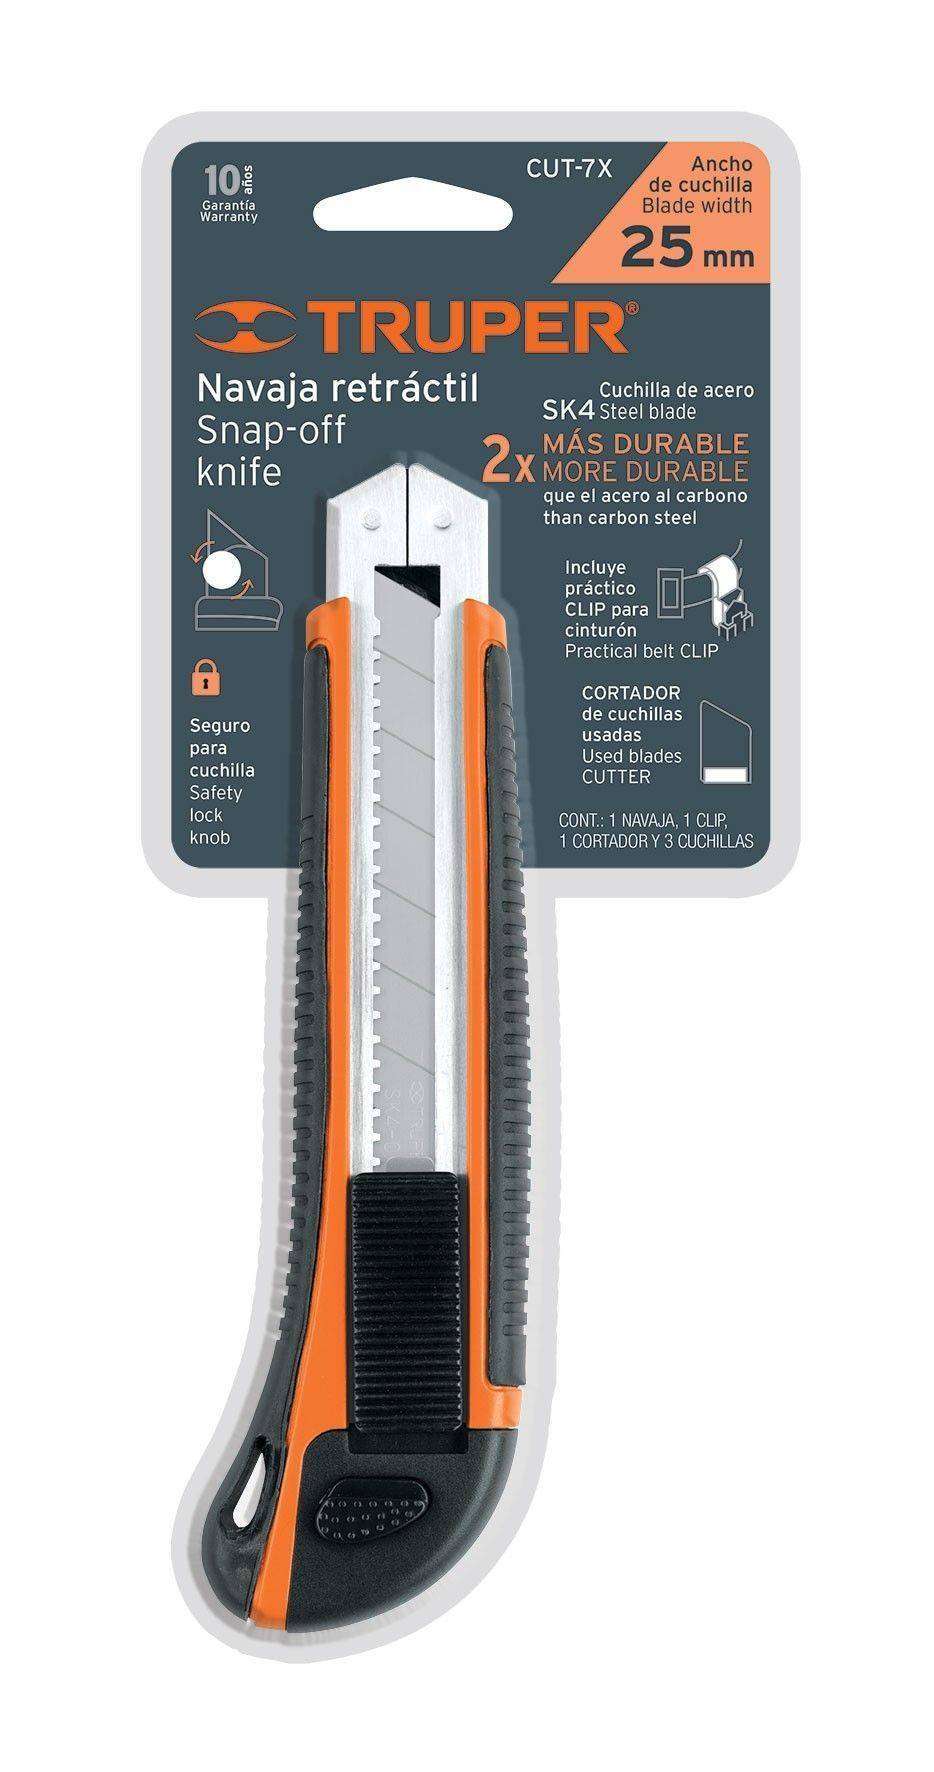 10 años
Garantía
Warranty
CUT-7X
Ancho
de cuchilla
Blade width
25 mm
TRUPER®
Navaja retráctil
Snap-off
knife
Cuchilla de acero
SK4 Steel blade
2x MÁS DURABLE
MORE DURABLE
que el acero al carbono
than carbon steel
Incluye
práctico
CLIP para
cinturón
Practical belt CLIP
Seguro
para
cuchilla
Safety
lock
knob
CORTADOR
de cuchillas
usadas
Used blades
CUTTER
CONT.: 1 NAVAJA, 1 CLIP,
1 CORTADOR Y 3 CUCHILLAS